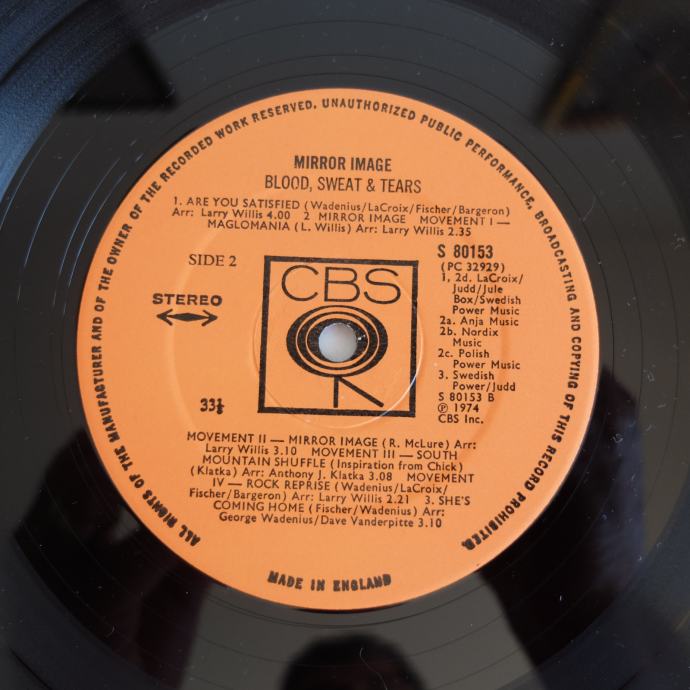 ALL RIGHTS OF THE MANUFACTURER AND OF THE OWNER OF THE RECORDED WORK RESERVED. UNAUTHORIZED PUBLIC PERFORMANCE, BROADCASTING AND COPYING OF THIS RECORD PROHIBITED.
MIRROR IMAGE
BLOOD, SWEAT & TEARS
1. ARE YOU SATISFIED (Wadenius/LaCroix/Fischer/Bargeron)
Arr: Larry Willis 4.00 2 MIRROR IMAGE MOVEMENT I —
MAGLOMANIA (L. Willis) Arr: Larry Willis 2.35
SIDE 2
STEREO
33⅓
CBS
S 80153
(PC 32929)
1, 2d. LaCroix/
Judd/Jule
Box/Swedish
Power Music
2a. Anja Music
2b. Nordix
Music
2c. Polish
Power Music
3. Swedish
Power/Judd
S 80153 B
℗ 1974
CBS Inc.
MOVEMENT II — MIRROR IMAGE (R. McLure) Arr:
Larry Willis 3.10 MOVEMENT III — SOUTH
MOUNTAIN SHUFFLE (Inspiration from Chick)
(Klatka) Arr: Anthony J. Klatka 3.08 MOVEMENT
IV — ROCK REPRISE (Wadenius/LaCroix/
Fischer/Bargeron) Arr: Larry Willis 2.21 3. SHE'S
COMING HOME (Fischer/Wadenius) Arr:
George Wadenius/Dave Vanderpitte 3.10
MADE IN ENGLAND